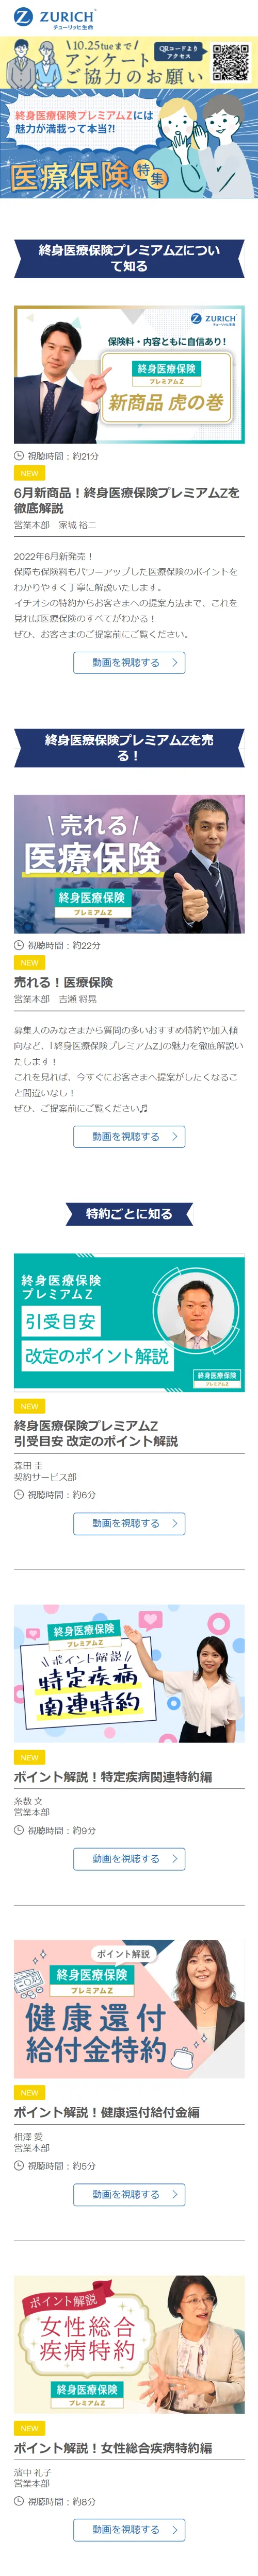 ZURICH
チューリッヒ生命
10.25tueまで
アンケート
ご協力のお願い
QRコードより
アクセス
終身医療保険プレミアムZには
魅力が満載って本当?!
医療保険特集
終身医療保険プレミアムZについ
て知る
ZURICH
チューリッヒ生命
保険料・内容ともに自信あり!
終身医療保険
プレミアムZ
新商品 虎の巻
視聴時間:約21分
NEW
6月新商品!終身医療保険プレミアムZを
徹底解説
営業本部 家城 裕二
2022年6月新発売!
保障も保険料もパワーアップした医療保険のポイントを
わかりやすく丁寧に解説いたします。
イチオシの特約からお客さまへの提案方法まで、これを
見れば医療保険のすべてがわかる!
ぜひ、お客さまのご提案前にご覧ください。
動画を視聴する
終身医療保険プレミアムZを売
る!
\売れる/
医療保険
終身医療保険
プレミアムZ
視聴時間:約22分
NEW
売れる!医療保険
営業本部 古瀬 将晃
募集人のみなさまから質問の多いおすすめ特約や加入傾
向など、「終身医療保険プレミアムZ」の魅力を徹底解説い
たします!
これを見れば、今すぐにお客さまへ提案がしたくなるこ
と間違いなし!
ぜひ、ご提案前にご覧ください♬
動画を視聴する
特約ごとに知る
終身医療保険
プレミアムZ
引受目安
改定のポイント解説
終身医療保険
プレミアムZ
NEW
終身医療保険プレミアムZ
引受目安 改定のポイント解説
森田 圭
契約サービス部
視聴時間:約6分
動画を視聴する
終身医療保険
プレミアムZ
\\ポイント解説//
特定疾病
関連特約
NEW
ポイント解説!特定疾病関連特約編
糸数 文
営業本部
視聴時間:約9分
動画を視聴する
ポイント解説
終身医療保険
プレミアムZ
健康還付
給付金特約
NEW
ポイント解説!健康還付給付金編
相澤 愛
営業本部
視聴時間:約5分
動画を視聴する
ポイント解説
女性総合
疾病特約
終身医療保険
プレミアムZ
NEW
ポイント解説!女性総合疾病特約編
濱中 礼子
営業本部
視聴時間:約8分
動画を視聴する